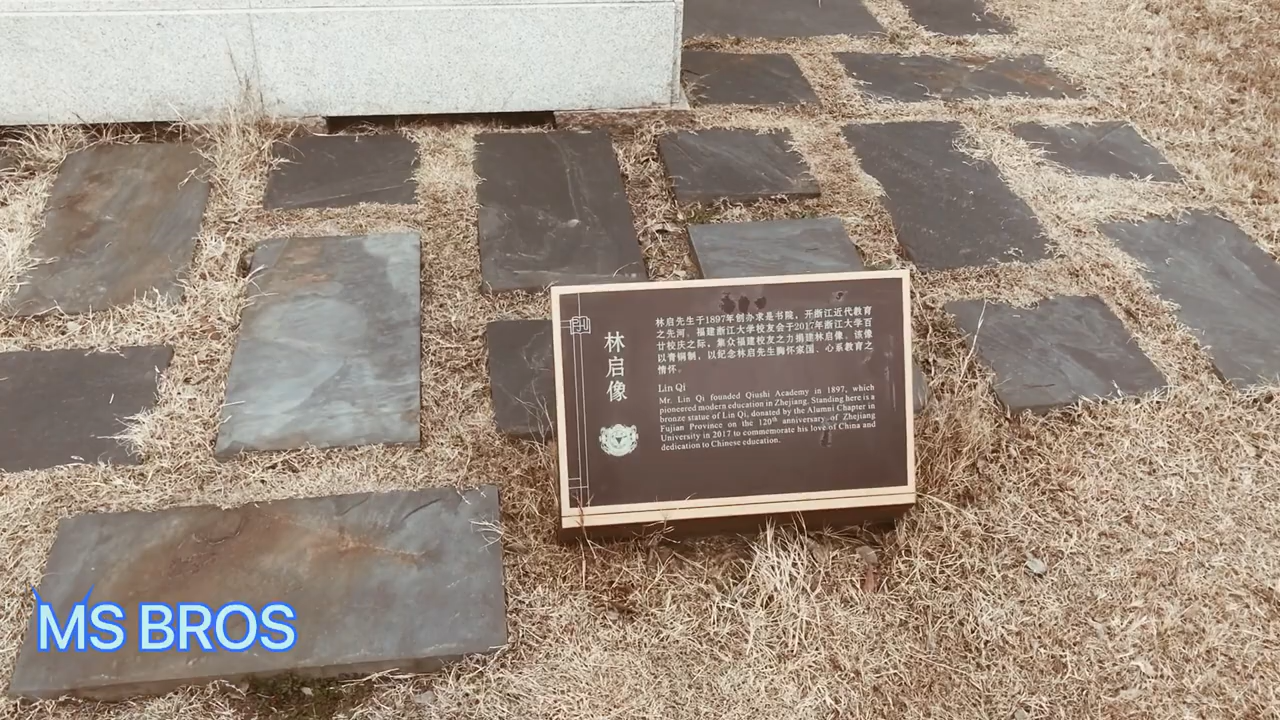 林启像
林启先生于1897年创办求是书院，开浙江近代教育
之先河。福建浙江大学校友会于2017年浙江大学百
廿校庆之际，集众福建校友之力捐建林启像。该像
以青铜制，以纪念林启先生胸怀家国、心系教育之
情怀。
Lin Qi
Mr. Lin Qi founded Qiushi Academy in 1897, which
pioneered modern education in Zhejiang. Standing here is a
bronze statue of Lin Qi, donated by the Alumni Chapter in
Fujian Province on the 120th anniversary of Zhejiang
University in 2017 to commemorate his love of China and
dedication to Chinese education.
MS BROS